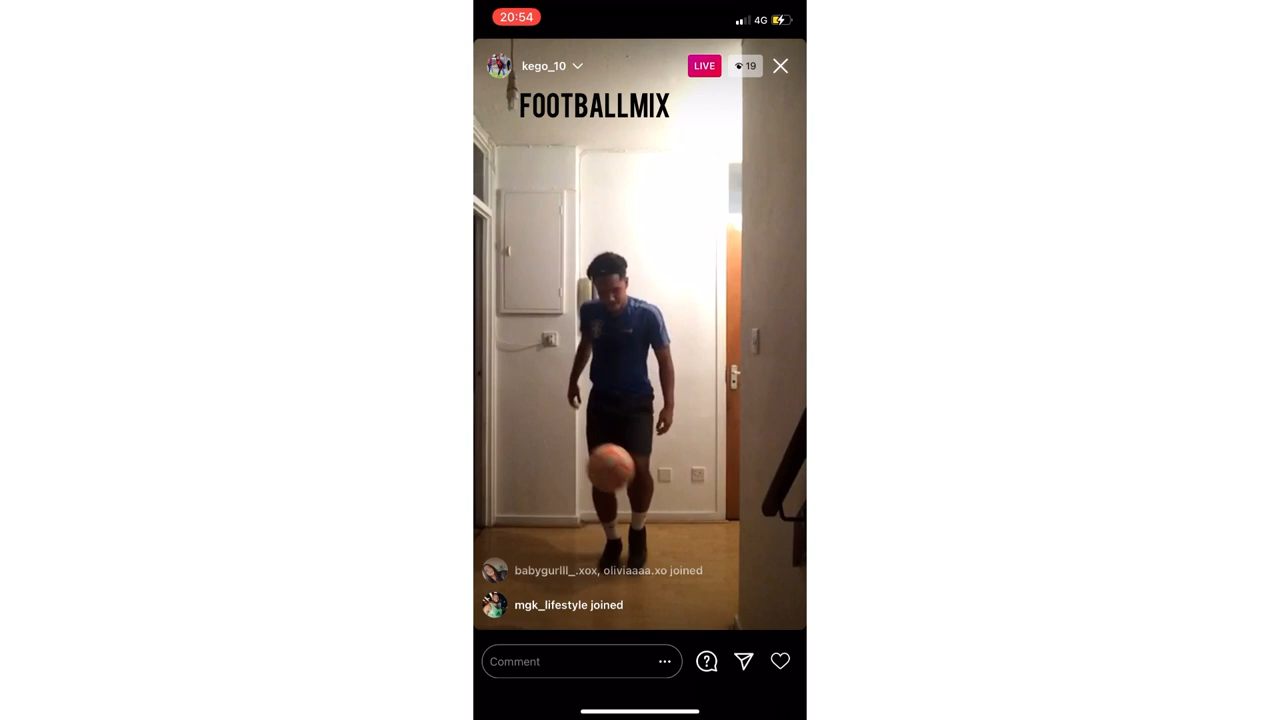 20:54
4G
kego_10
LIVE
19
FOOTBALLMIX
babygurlll_.xox, oliviaaaa.xo joined
mgk_lifestyle joined
Comment